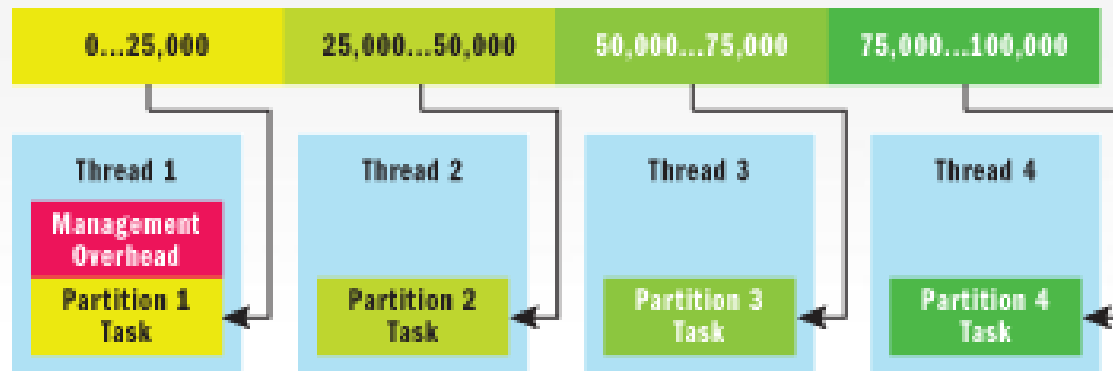 0...25,000
25,000...50,000
50,000...75,000
75,000...100,000
Thread 1
Management
Overhead
Partition 1
Task
Thread 2
Partition 2
Task
Thread 3
Partition 3
Task
Thread 4
Partition 4
Task